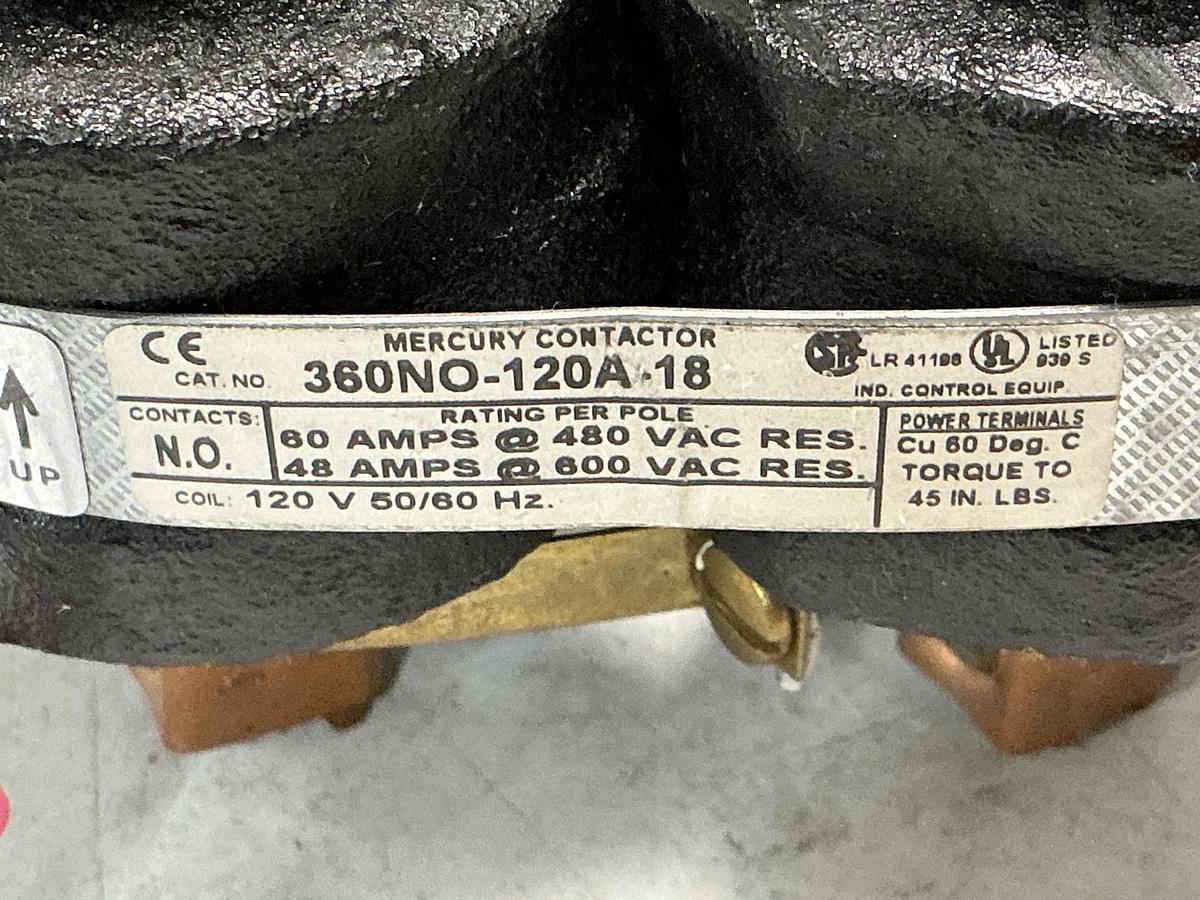 ↑
UP
CE
MERCURY CONTACTOR
CAT. NO. 360NO-120A-18
LR 41198
UL
LISTED
939 S
IND. CONTROL EQUIP
CONTACTS:
N.O.
RATING PER POLE
60 AMPS @ 480 VAC RES.
48 AMPS @ 600 VAC RES.
COIL: 120 V 50/60 Hz.
POWER TERMINALS
Cu 60 Deg. C
TORQUE TO
45 IN. LBS.